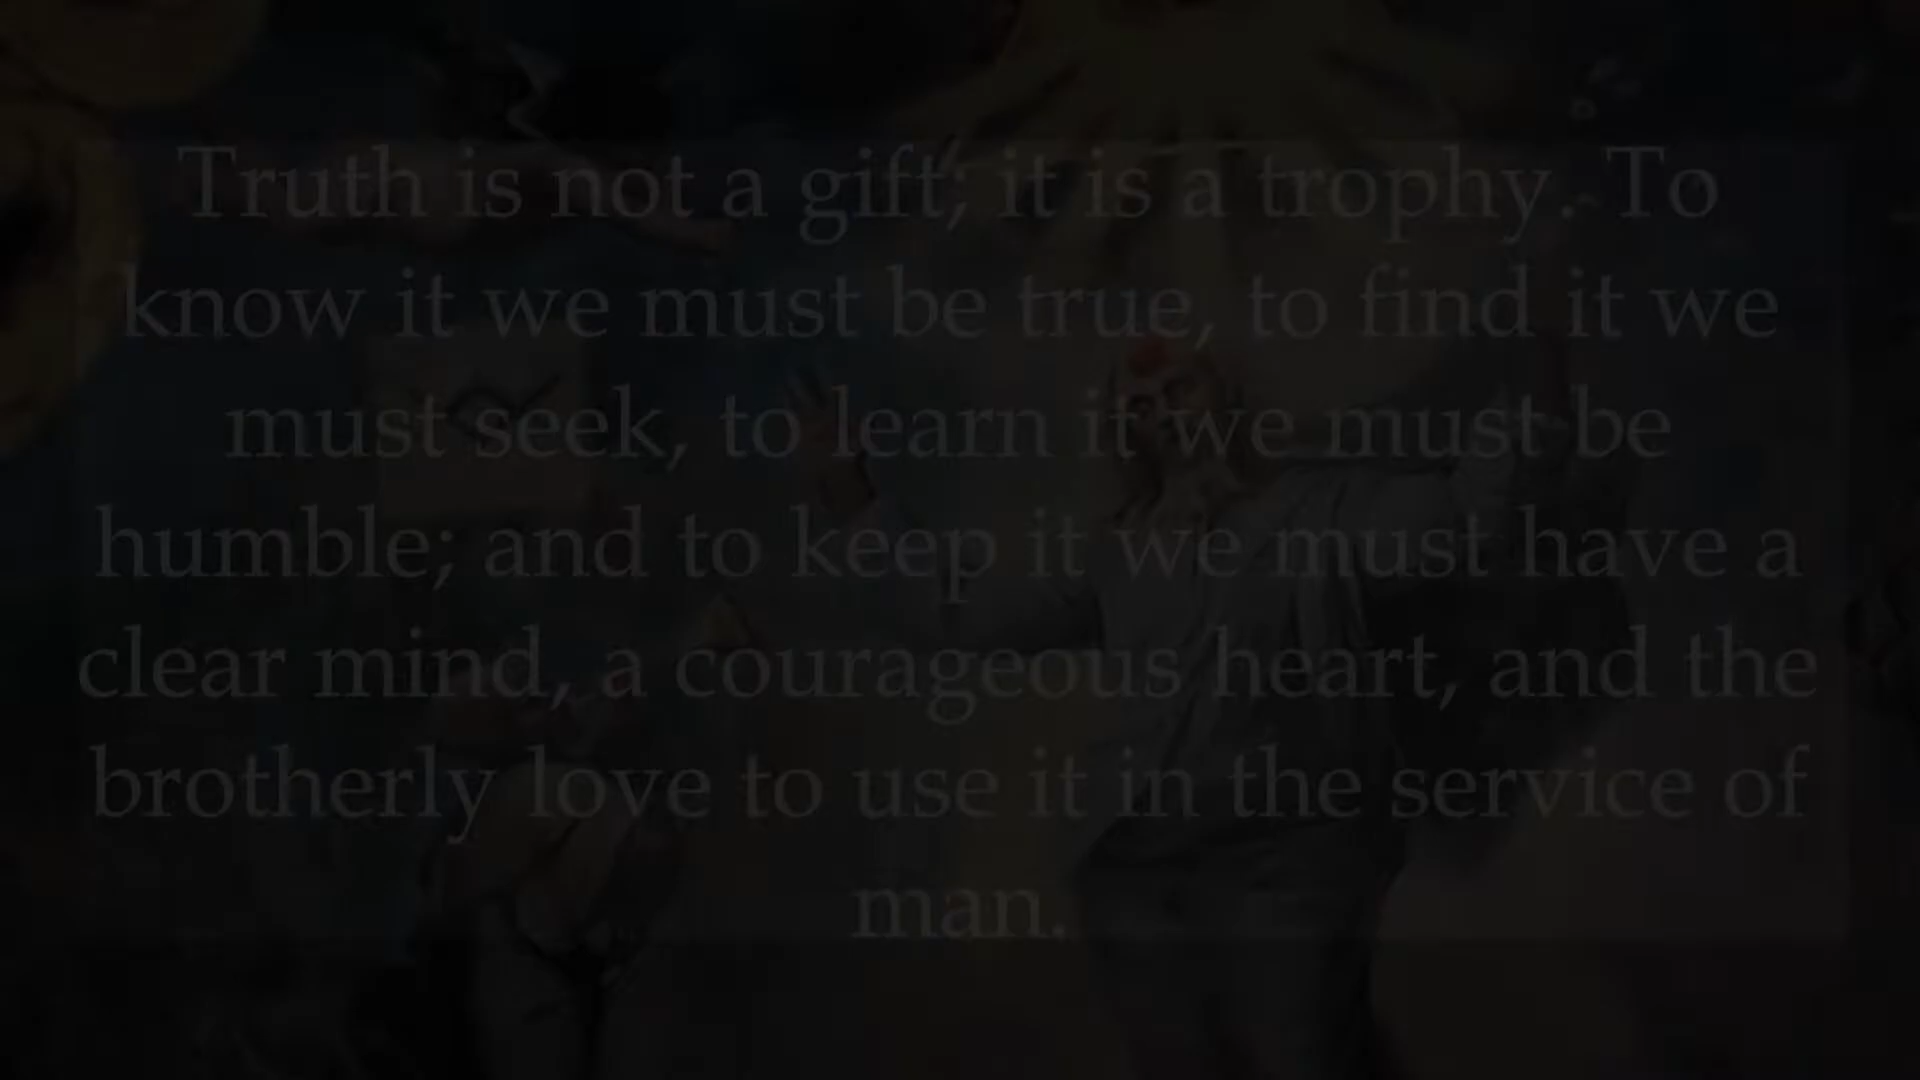 Truth is not a gift; it is a trophy. To
know it we must be true, to find it we
must seek, to learn it we must be
humble; and to keep it we must have a
clear mind, a courageous heart, and the
brotherly love to use it in the service of
man.